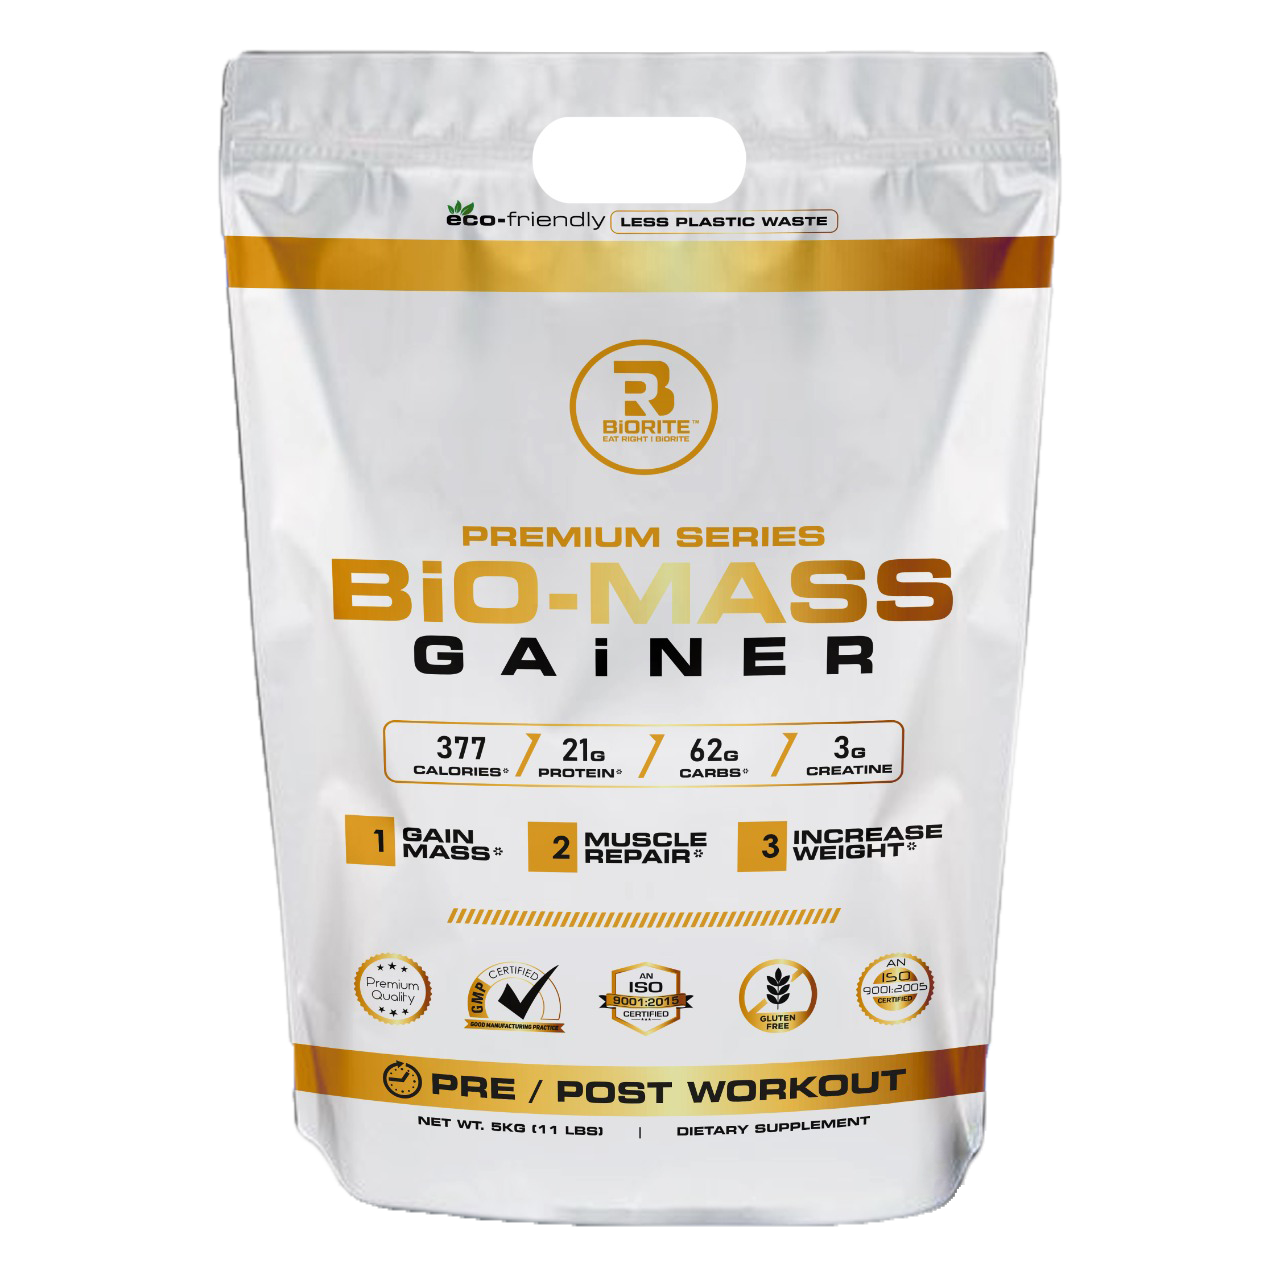 eco-friendly LESS PLASTIC WASTE
BiORITE™
EAT RIGHT | BiORITE
PREMIUM SERIES
BiO-MASS
GAiNER
377 CALORIES*
21G PROTEIN*
62G CARBS*
3G CREATINE
1 GAIN MASS*
2 MUSCLE REPAIR*
3 INCREASE WEIGHT*
Premium
Quality
CERTIFIED
GMP
GOOD MANUFACTURING PRACTICE
AN
ISO
9001:2015
CERTIFIED
GLUTEN
FREE
AN
ISO
9001:2005
CERTIFIED
PRE / POST WORKOUT
NET WT. 5KG (11 LBS) | DIETARY SUPPLEMENT